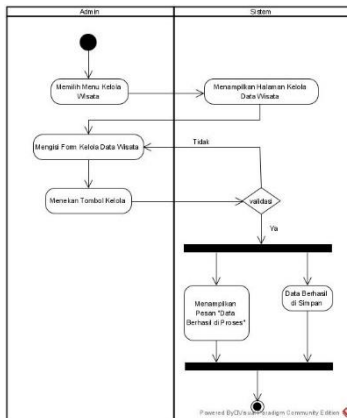 Admin
Sistem
Memilih Menu Kelola
Wisata
Menampilkan Halaman Kelola
Data Wisata
Mengisi Form Kelola Data Wisata
Tidak
Menekan Tombol Kelola
validasi
Ya
Menampilkan
Pesan "Data
Berhasil di Proses"
Data Berhasil
di Simpan
Powered By Visual Paradigm Community Edition